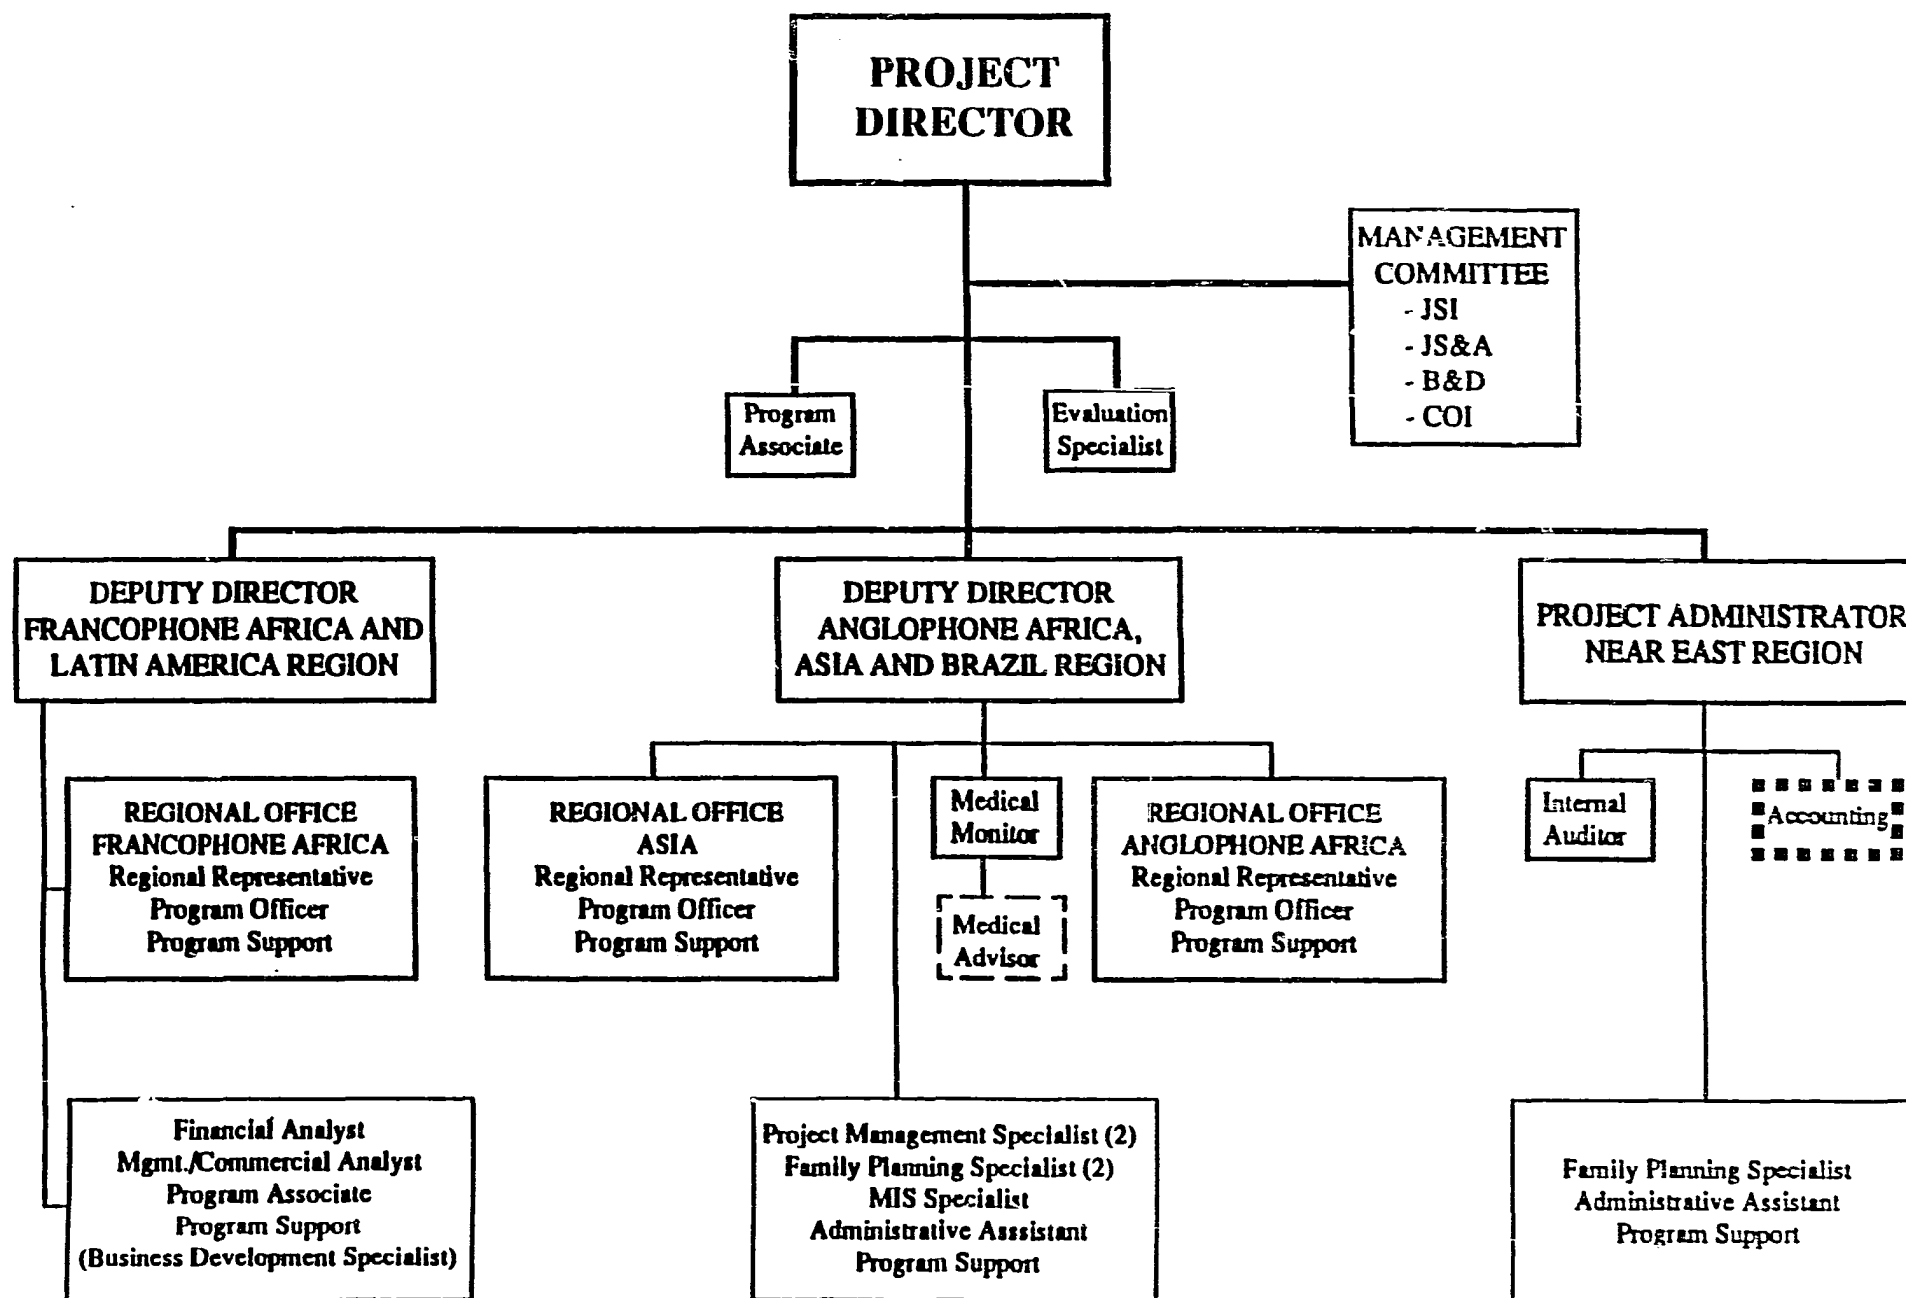 PROJECT
DIRECTOR
MANAGEMENT
COMMITTEE
- JSI
- JS&A
- B&D
- COI
Program
Associate
Evaluation
Specialist
DEPUTY DIRECTOR
FRANCOPHONE AFRICA AND
LATIN AMERICA REGION
DEPUTY DIRECTOR
ANGLOPHONE AFRICA,
ASIA AND BRAZIL REGION
PROJECT ADMINISTRATOR
NEAR EAST REGION
REGIONAL OFFICE
FRANCOPHONE AFRICA
Regional Representative
Program Officer
Program Support
REGIONAL OFFICE
ASIA
Regional Representative
Program Officer
Program Support
Medical
Monitor
Medical
Advisor
REGIONAL OFFICE
ANGLOPHONE AFRICA
Regional Representative
Program Officer
Program Support
Internal
Auditor
Accounting
Financial Analyst
Mgmt./Commercial Analyst
Program Associate
Program Support
(Business Development Specialist)
Project Management Specialist (2)
Family Planning Specialist (2)
MIS Specialist
Administrative Asssistant
Program Support
Family Planning Specialist
Administrative Assistant
Program Support